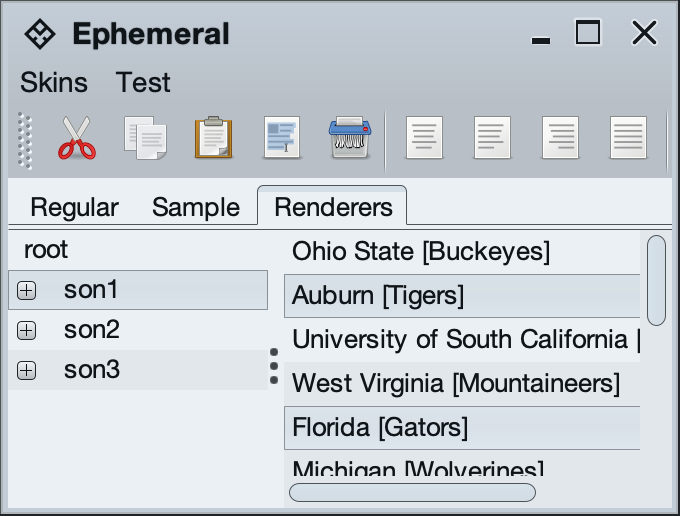 Ephemeral
Skins Test
Regular Sample Renderers
root
son1
son2
son3
Ohio State [Buckeyes]
Auburn [Tigers]
University of South California [
West Virginia [Mountaineers]
Florida [Gators]
Michigan [Wolverines]